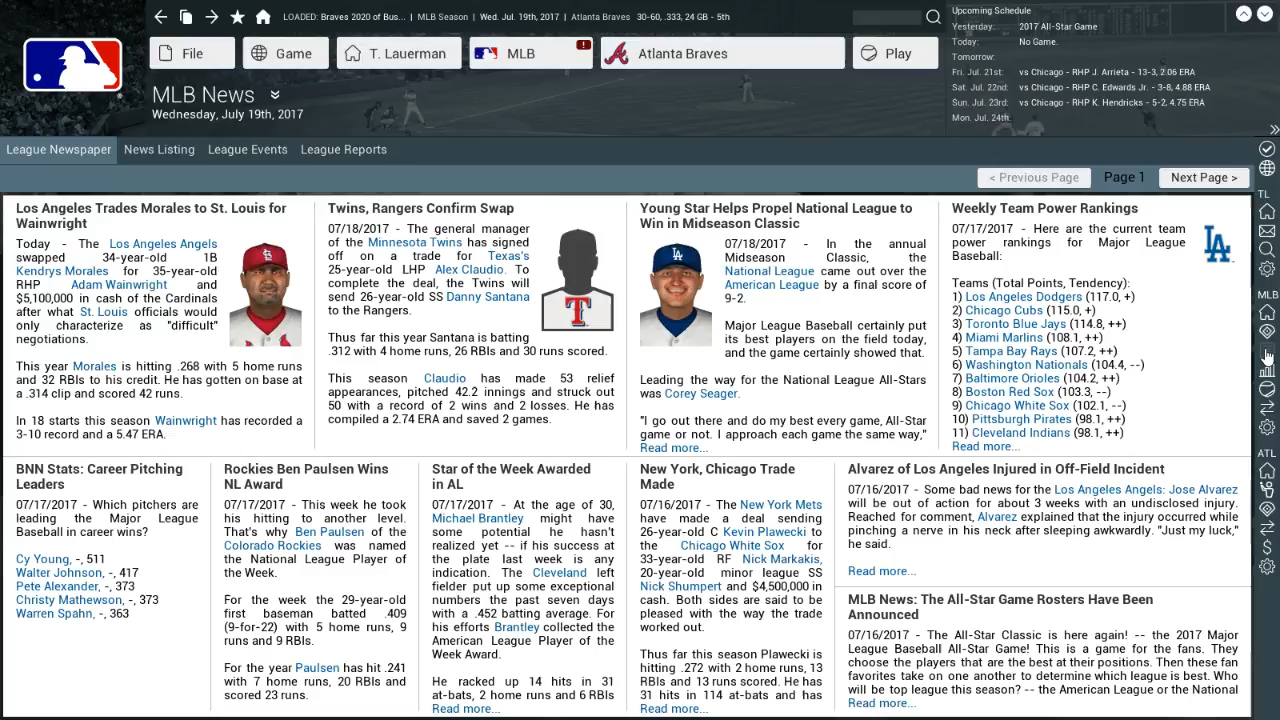 LOADED: Braves 2020 of Bus... | MLB Season | Wed. Jul. 19th, 2017 | Atlanta Braves 30-60, .333, 24 GB - 5th
File
Game
T. Lauerman
MLB
Atlanta Braves
Play
Upcoming Schedule
Yesterday: 2017 All-Star Game
Today: No Game.
Tomorrow:
Fri. Jul. 21st: vs Chicago - RHP J. Arrieta - 13-3, 2.06 ERA
Sat. Jul. 22nd: vs Chicago - RHP C. Edwards Jr. - 3-8, 4.88 ERA
Sun. Jul. 23rd: vs Chicago - RHP K. Hendricks - 5-2, 4.75 ERA
Mon. Jul. 24th:
MLB News
Wednesday, July 19th, 2017
League Newspaper
News Listing
League Events
League Reports
< Previous Page
Page 1
Next Page >
Los Angeles Trades Morales to St. Louis for
Wainwright
Today - The Los Angeles Angels
swapped 34-year-old 1B
Kendrys Morales for 35-year-old
RHP Adam Wainwright and
$5,100,000 in cash of the Cardinals
after what St. Louis officials would
only characterize as "difficult"
negotiations.
This year Morales is hitting .268 with 5 home runs
and 32 RBIs to his credit. He has gotten on base at
a .314 clip and scored 42 runs.
In 18 starts this season Wainwright has recorded a
3-10 record and a 5.47 ERA.
Twins, Rangers Confirm Swap
07/18/2017 - The general manager
of the Minnesota Twins has signed
off on a trade for Texas's
25-year-old LHP Alex Claudio. To
complete the deal, the Twins will
send 26-year-old SS Danny Santana
to the Rangers.
Thus far this year Santana is batting
.312 with 4 home runs, 26 RBIs and 30 runs scored.
This season Claudio has made 53 relief
appearances, pitched 42.2 innings and struck out
50 with a record of 2 wins and 2 losses. He has
compiled a 2.74 ERA and saved 2 games.
Young Star Helps Propel National League to
Win in Midseason Classic
07/18/2017 - In the annual
Midseason Classic, the
National League came out over the
American League by a final score of
9-2.
Major League Baseball certainly put
its best players on the field today,
and the game certainly showed that.
Leading the way for the National League All-Stars
was Corey Seager.
"I go out there and do my best every game, All-Star
game or not. I approach each game the same way,"
Read more...
Weekly Team Power Rankings
07/17/2017 - Here are the current team
power rankings for Major League
Baseball:
Teams (Total Points, Tendency):
1) Los Angeles Dodgers (117.0, +)
2) Chicago Cubs (115.0, +)
3) Toronto Blue Jays (114.8, ++)
4) Miami Marlins (108.1, ++)
5) Tampa Bay Rays (107.2, ++)
6) Washington Nationals (104.4, --)
7) Baltimore Orioles (104.2, ++)
8) Boston Red Sox (103.3, --)
9) Chicago White Sox (102.1, --)
10) Pittsburgh Pirates (98.1, ++)
11) Cleveland Indians (98.1, ++)
Read more...
BNN Stats: Career Pitching
Leaders
07/17/2017 - Which pitchers are
leading the Major League
Baseball in career wins?
Cy Young, -, 511
Walter Johnson, -, 417
Pete Alexander, -, 373
Christy Mathewson, -, 373
Warren Spahn, -, 363
Rockies Ben Paulsen Wins
NL Award
07/17/2017 - This week he took
his hitting to another level.
That's why Ben Paulsen of the
Colorado Rockies was named
the National League Player of
the Week.
For the week the 29-year-old
first baseman batted .409
(9-for-22) with 5 home runs, 9
runs and 9 RBIs.
For the year Paulsen has hit .241
with 7 home runs, 20 RBIs and
scored 23 runs.
Star of the Week Awarded
in AL
07/17/2017 - At the age of 30,
Michael Brantley might have
some potential he hasn't
realized yet -- if his success at
the plate last week is any
indication. The Cleveland left
fielder put up some exceptional
numbers the past seven days
with a .452 batting average. For
his efforts Brantley collected the
American League Player of the
Week Award.
He racked up 14 hits in 31
at-bats, 2 home runs and 6 RBIs
Read more...
New York, Chicago Trade
Made
07/16/2017 - The New York Mets
have made a deal sending
26-year-old C Kevin Plawecki to
the Chicago White Sox for
33-year-old RF Nick Markakis,
20-year-old minor league SS
Nick Shumpert and $4,500,000 in
cash. Both sides are said to be
pleased with the way the trade
worked out.
Thus far this season Plawecki is
hitting .272 with 2 home runs, 13
RBIs and 13 runs scored. He has
31 hits in 114 at-bats and has
Read more...
Alvarez of Los Angeles Injured in Off-Field Incident
07/16/2017 - Some bad news for the Los Angeles Angels: Jose Alvarez
will be out of action for about 3 weeks with an undisclosed injury.
Reached for comment, Alvarez explained that the injury occurred while
pinching a nerve in his neck after sleeping awkwardly. "Just my luck,"
he said.
Read more...
MLB News: The All-Star Game Rosters Have Been
Announced
07/16/2017 - The All-Star Classic is here again! -- the 2017 Major
League Baseball All-Star Game! This is a game for the fans. They
choose the players that are the best at their positions. Then these fan
favorites take on one another to determine which league is best. Who
will be top league this season? -- the American League or the National
Read more...
TL
MLB
ATL